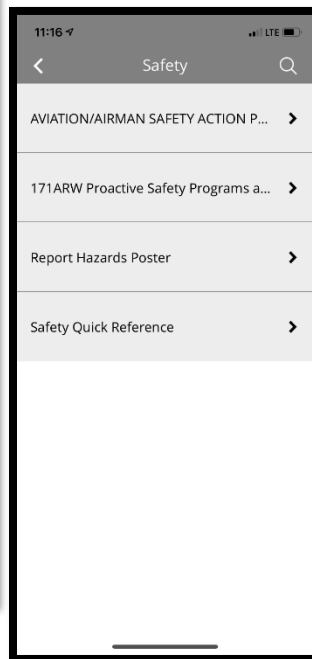 11:16 LTE
Safety
AVIATION/AIRMAN SAFETY ACTION P...
171ARW Proactive Safety Programs a...
Report Hazards Poster
Safety Quick Reference